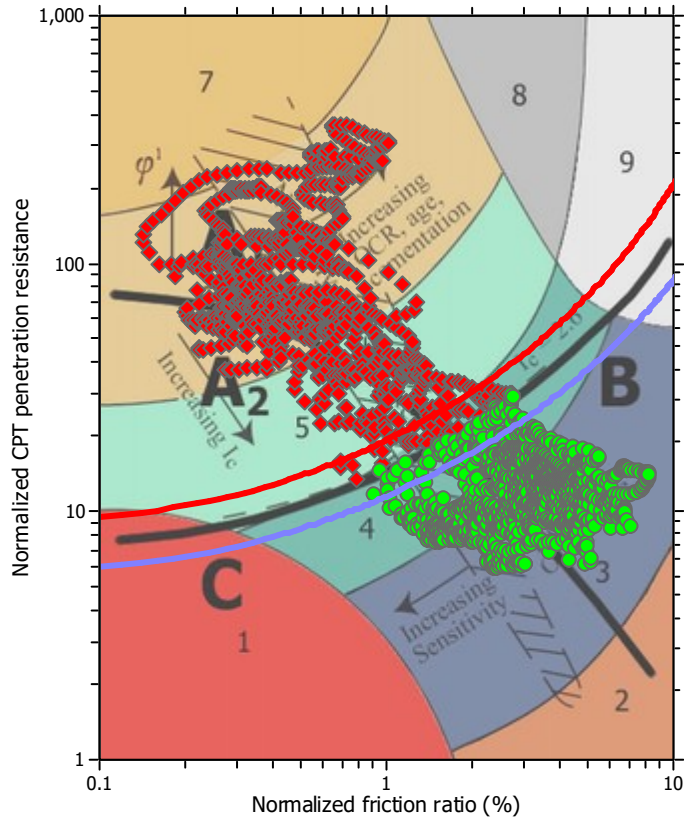 1,000
100
10
1
Normalized CPT penetration resistance
0.1
1
10
Normalized friction ratio (%)
7
8
9
φ'
Increasing
OCR, age,
cementation
A₂
Increasing Ic
5
B
4
C
3
Increasing
Sensitivity
1
2